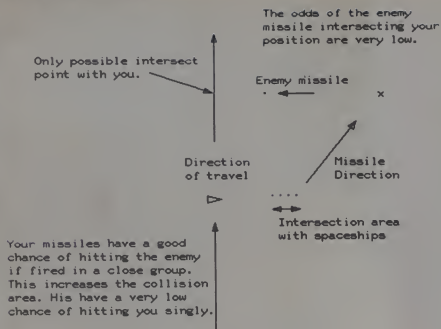 The odds of the enemy
missile intersecting your
position are very low.
Only possible intersect
point with you.
Enemy missile
x
Direction
of travel
Missile
Direction
Intersection area
with spaceships
Your missiles have a good
chance of hitting the enemy
if fired in a close group.
This increases the collision
area. His have a very low
chance of hitting you singly.